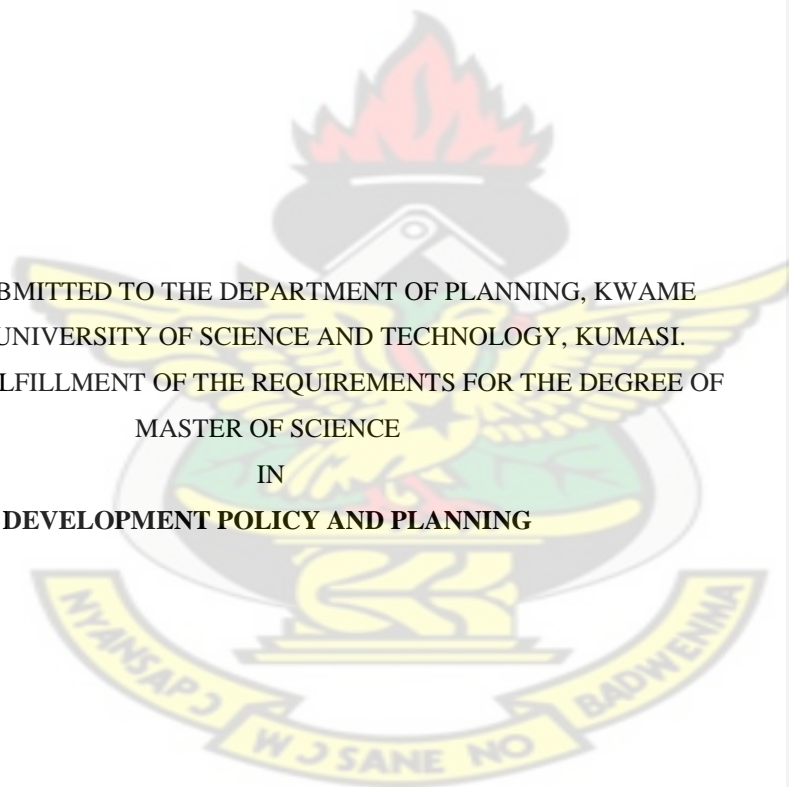 BMITTED TO THE DEPARTMENT OF PLANNING, KWAME
UNIVERSITY OF SCIENCE AND TECHNOLOGY, KUMASI.
LFILLMENT OF THE REQUIREMENTS FOR THE DEGREE OF
MASTER OF SCIENCE
IN
DEVELOPMENT POLICY AND PLANNING
NYANSAPƆ WƆSANE NO BADWENMA